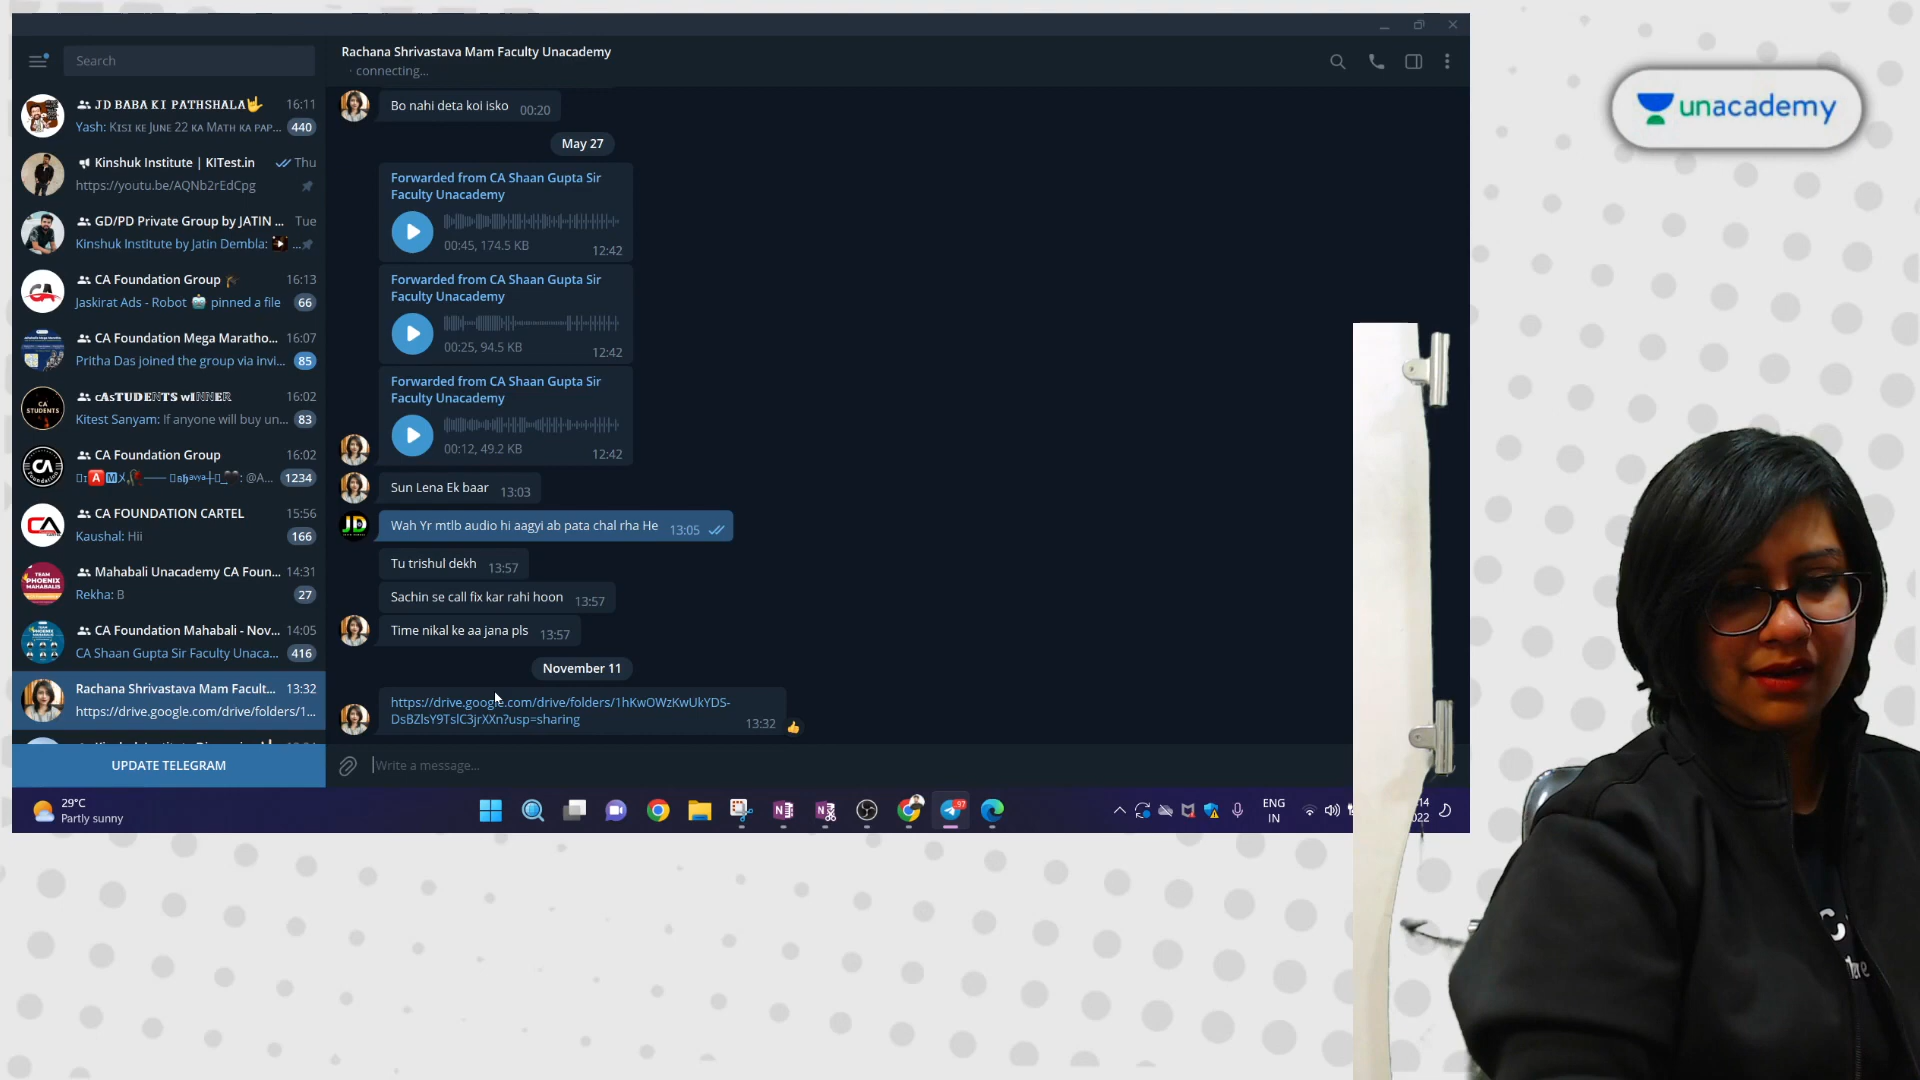 Search
J D BABA K I PATHSHALA 16:11
Yash: Kisi ke June 22 ka Math ka pap... 440
Kinshuk Institute | KITest.in Thu
https://youtu.be/AQNb2rEdCpg
GD/PD Private Group by JATIN ... Tue
Kinshuk Institute by Jatin Dembla: ...
CA Foundation Group 16:13
Jaskirat Ads - Robot pinned a file 66
CA Foundation Mega Maratho... 16:07
Pritha Das joined the group via invi... 85
cAsTUDENTS wINNER 16:02
Kitest Sanyam: If anyone will buy un... 83
CA Foundation Group 16:02
: @A... 1234
CA FOUNDATION CARTEL 15:56
Kaushal: Hii 166
Mahabali Unacademy CA Foun... 14:31
Rekha: B 27
CA Foundation Mahabali - Nov... 14:05
CA Shaan Gupta Sir Faculty Unaca... 416
Rachana Shrivastava Mam Facult... 13:32
https://drive.google.com/drive/folders/1...
UPDATE TELEGRAM
Rachana Shrivastava Mam Faculty Unacademy
· connecting...
Bo nahi deta koi isko 00:20
May 27
Forwarded from CA Shaan Gupta Sir
Faculty Unacademy
00:45, 174.5 KB 12:42
Forwarded from CA Shaan Gupta Sir
Faculty Unacademy
00:25, 94.5 KB 12:42
Forwarded from CA Shaan Gupta Sir
Faculty Unacademy
00:12, 49.2 KB 12:42
Sun Lena Ek baar 13:03
JD
Wah Yr mtlb audio hi aagyi ab pata chal rha He 13:05
Tu trishul dekh 13:57
Sachin se call fix kar rahi hoon 13:57
Time nikal ke aa jana pls 13:57
November 11
https://drive.google.com/drive/folders/1hKwOWzKwUkYDS-
DsBZlsY9TslC3jrXXn?usp=sharing 13:32
Write a message...
29°C
Partly sunny
97
ENG
IN
unacademy